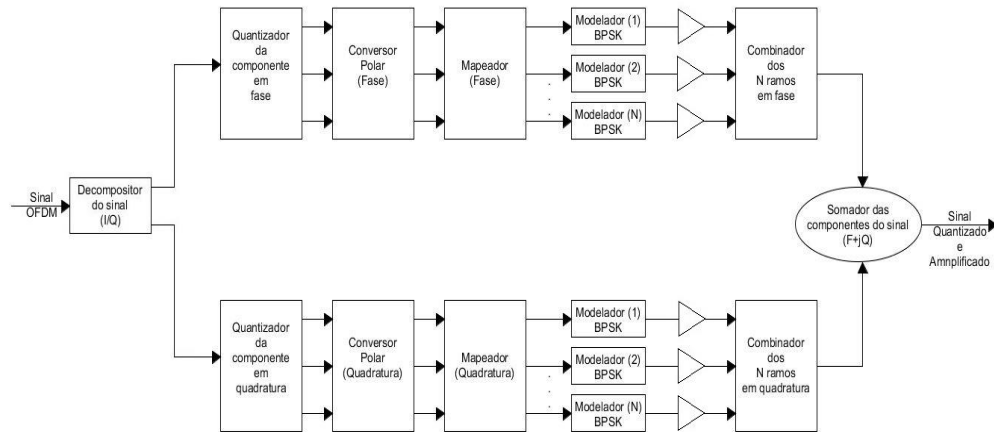 Sinal
OFDM
Decompositor
do sinal
(I/Q)
Quantizador
da
componente
em
fase
Conversor
Polar
(Fase)
Mapeador
(Fase)
Modelador (1)
BPSK
Modelador (2)
BPSK
Modelador (N)
BPSK
Combinador
dos
N ramos
em fase
Quantizador
da
componente
em
quadratura
Conversor
Polar
(Quadratura)
Mapeador
(Quadratura)
Modelador (1)
BPSK
Modelador (2)
BPSK
Modelador (N)
BPSK
Combinador
dos
N ramos
em quadratura
Somador das
componentes do sinal
(F+jQ)
Sinal
Quantizado
e
Amnplificado